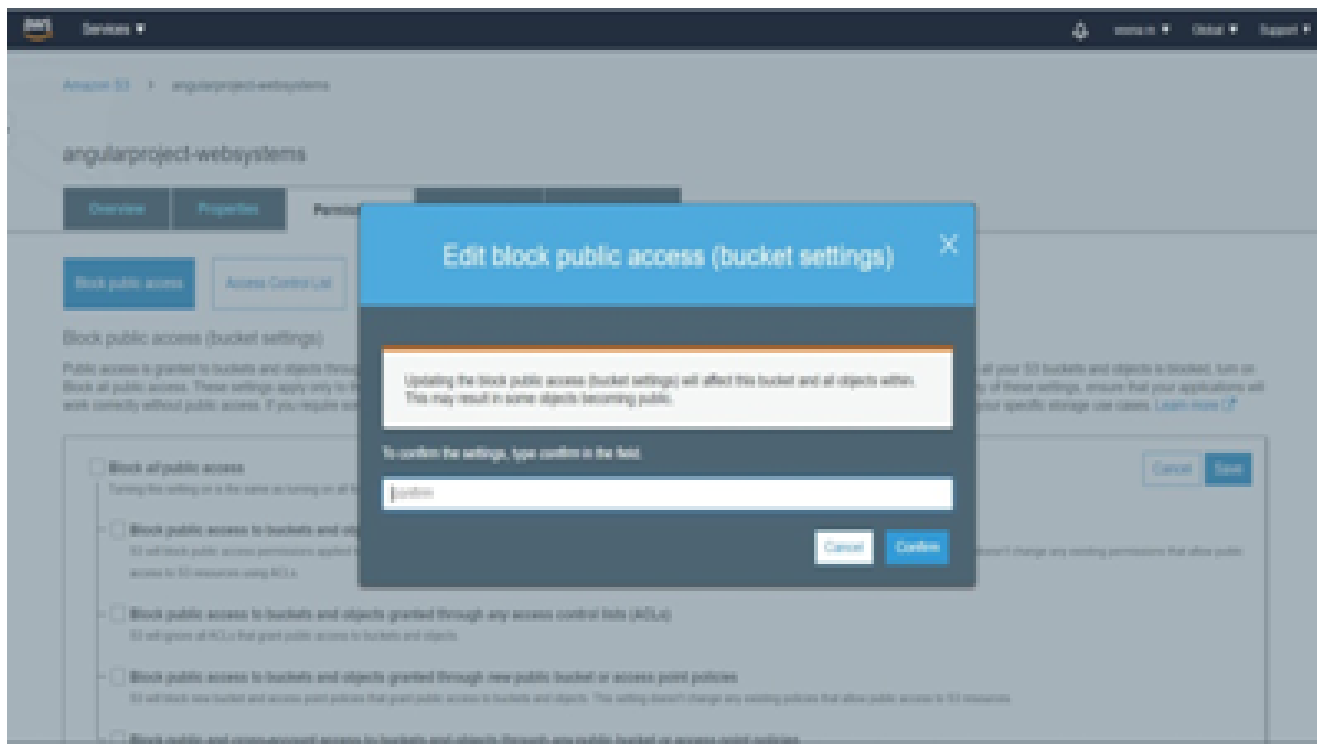 aws Services
Global Support
Amazon S3 > angularproject-websystems
angularproject-websystems
Overview Properties Permiss
Edit block public access (bucket settings)
Block public access Access Control List
Block public access (bucket settings)
Public access is granted to buckets and objects throug
all your S3 buckets and objects is blocked, turn on
Block all public access. These settings apply only to th
of these settings, ensure that your applications will
work correctly without public access. If you require som
your specific storage use cases. Learn more
Updating the block public access (bucket settings) will affect this bucket and all objects within.
This may result in some objects becoming public.
To confirm the settings, type confirm in the field.
confirm
Cancel Confirm
Block all public access
Cancel Save
Turning this setting on is the same as turning on all
Block public access to buckets and obj
S3 will block public access permissions applied
doesn't change any existing permissions that allow public
access to S3 resources using ACLs.
Block public access to buckets and objects granted through any access control lists (ACLs)
S3 will ignore all ACLs that grant public access to buckets and objects.
Block public access to buckets and objects granted through new public bucket or access point policies
S3 will block new bucket and access point policies that grant public access to buckets and objects. This setting doesn't change any existing policies that allow public access to S3 resources.
Block public and cross-account access to buckets and objects through any public bucket or access point policies